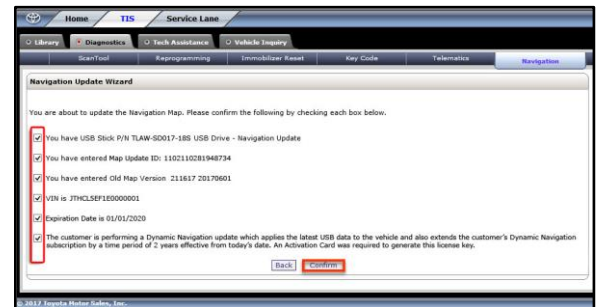 Home TIS Service Lane
Library Diagnostics Tech Assistance Vehicle Inquiry
ScanTool Reprogramming Immobilizer Reset Key Code Telematics Navigation
Navigation Update Wizard
You are about to update the Navigation Map. Please confirm the following by checking each box below.
You have USB Stick P/N TLAW-SD017-18S USB Drive - Navigation Update
You have entered Map Update ID: 1102110281948734
You have entered Old Map Version 211617 20170601
VIN is JTHCL5EF1E0000001
Expiration Date is 01/01/2020
The customer is performing a Dynamic Navigation update which applies the latest USB data to the vehicle and also extends the customer's Dynamic Navigation
subscription by a time period of 2 years effective from today's date. An Activation Card was required to generate this license key.
Back Confirm
© 2017 Toyota Motor Sales, Inc.